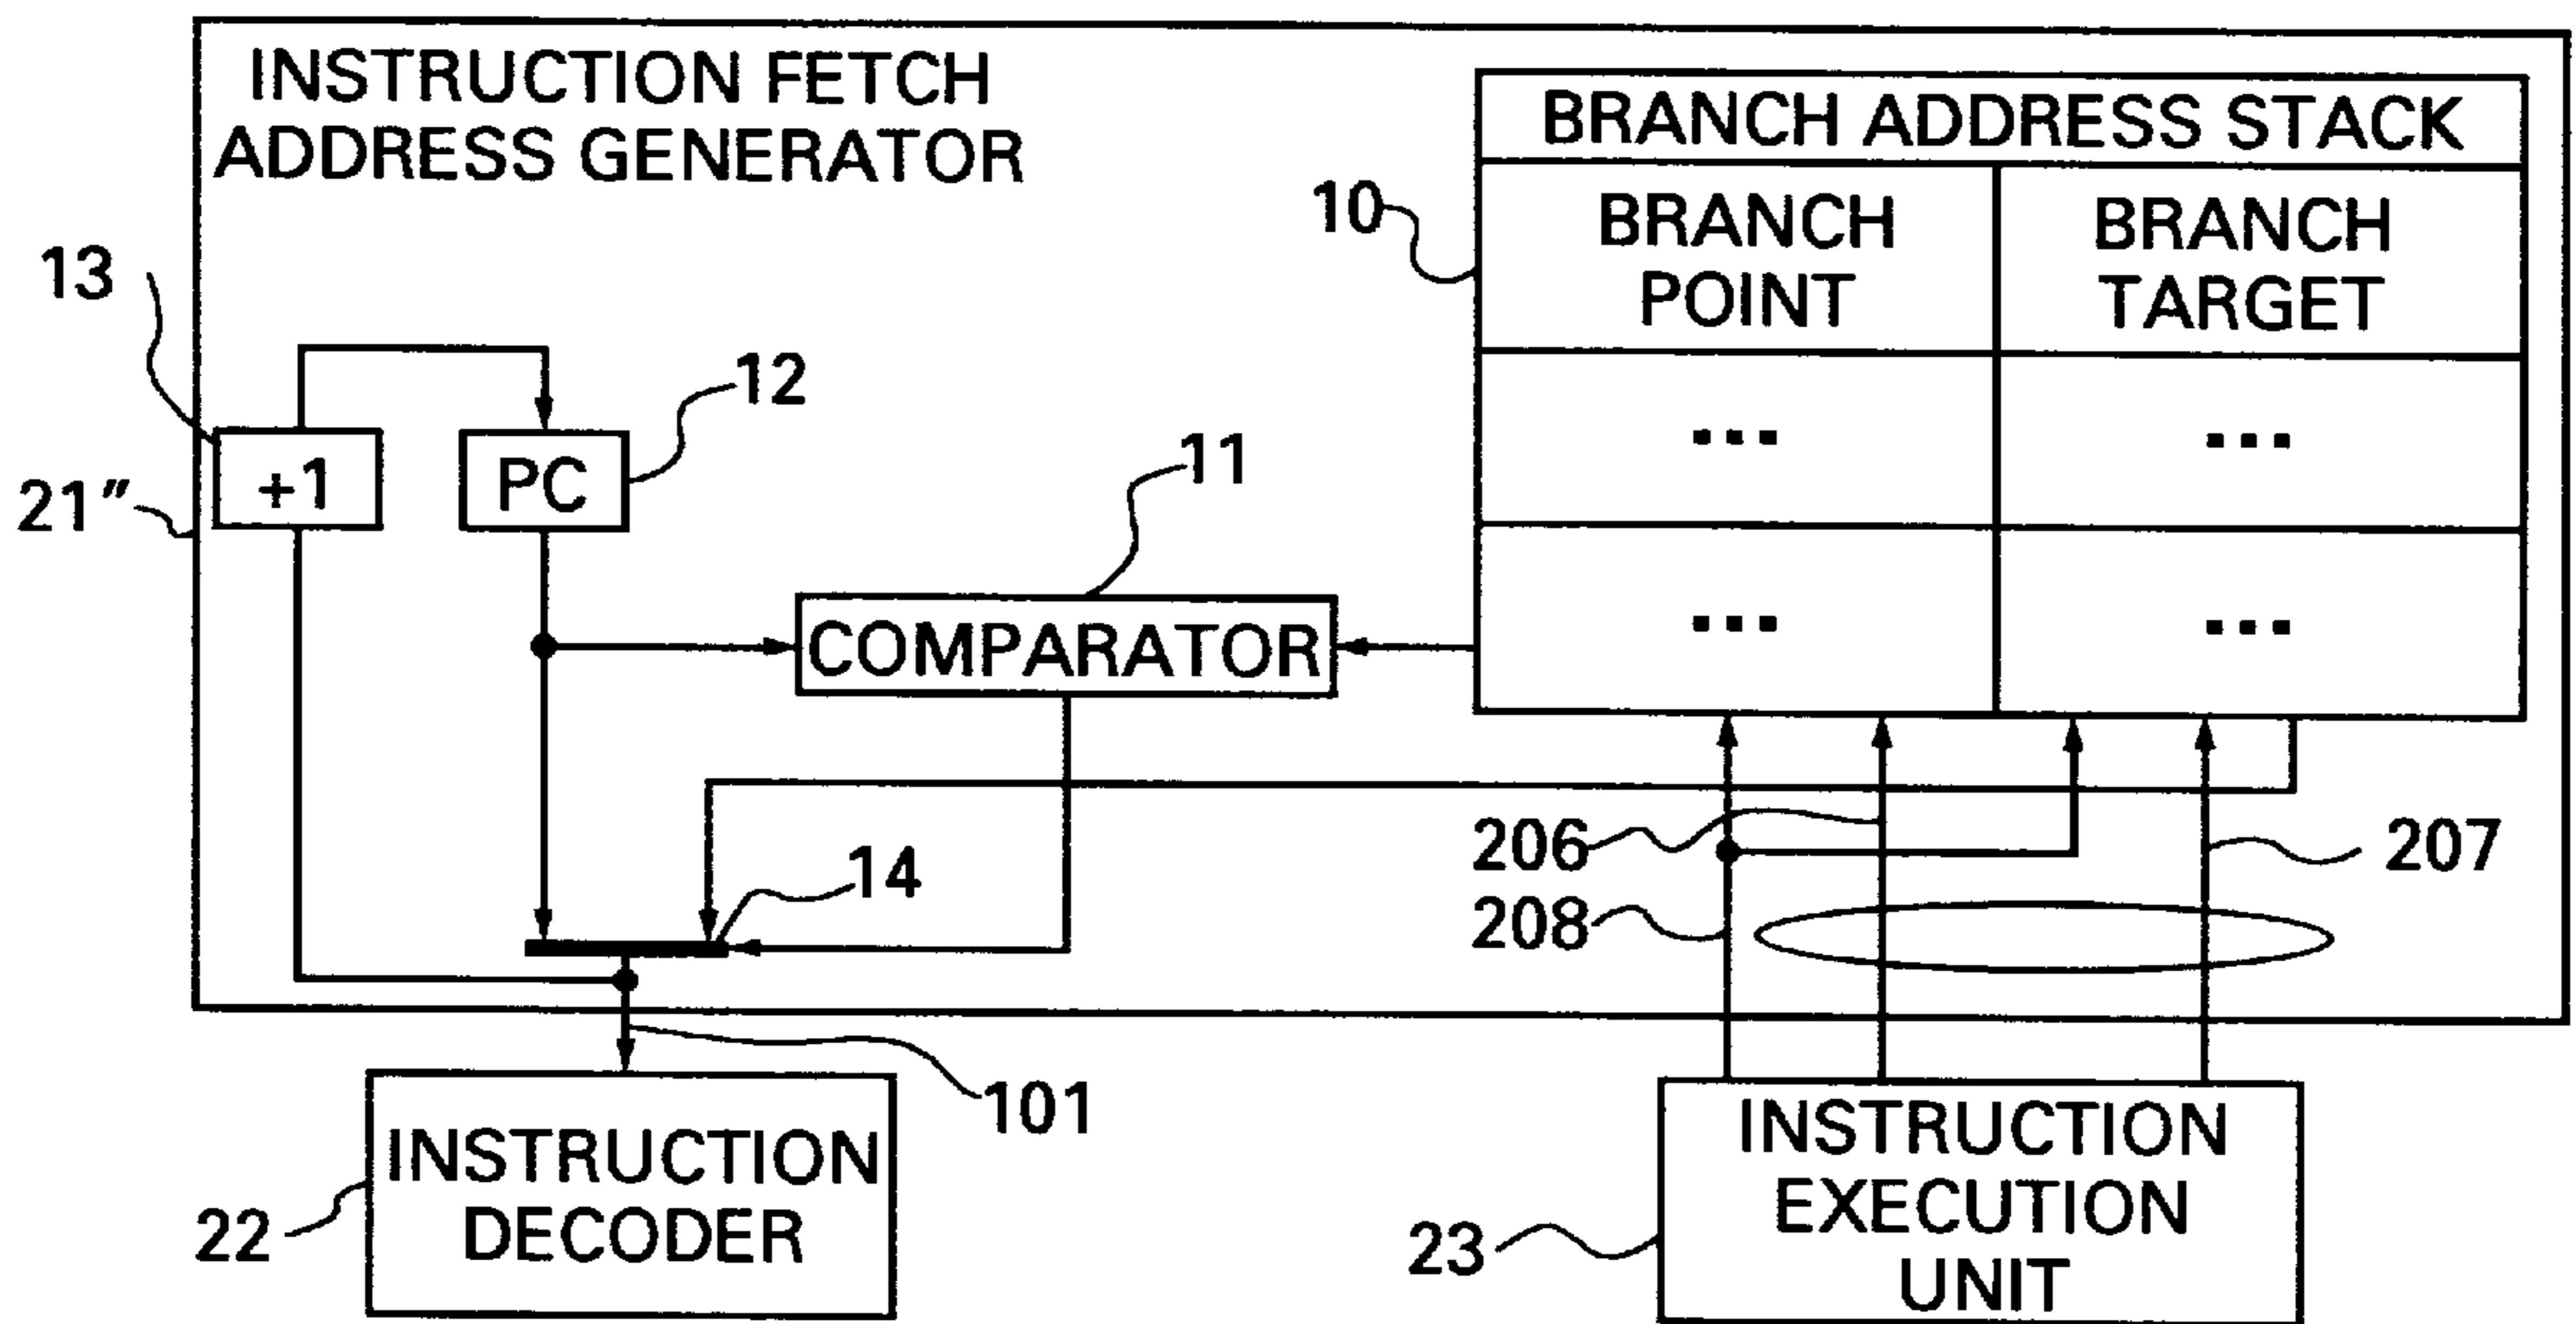 INSTRUCTION FETCH
ADDRESS GENERATOR
BRANCH ADDRESS STACK
10
BRANCH
POINT
BRANCH
TARGET
13
12
+1
PC
21″
11
...
...
COMPARATOR
...
...
14
206
207
208
101
INSTRUCTION
DECODER
22
INSTRUCTION
EXECUTION
UNIT
23